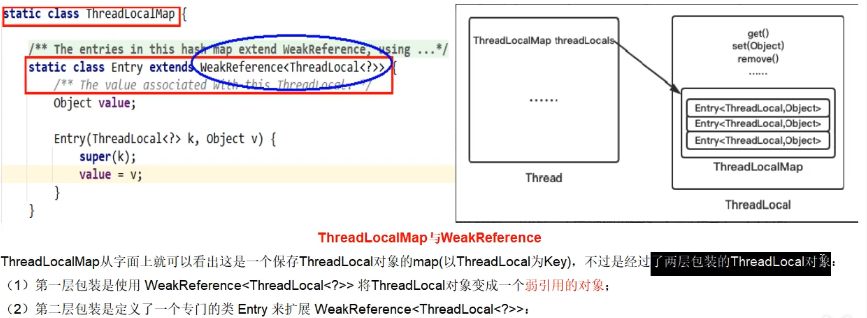 static class ThreadLocalMap {
/** The entries in this hash map extend WeakReference, using ...*/
static class Entry extends WeakReference<ThreadLocal<?>> {
/** The value associated with this ThreadLocal. */
Object value;
Entry(ThreadLocal<?> k, Object v) {
super(k);
value = v;
}
}
ThreadLocalMap threadLocals
......
Thread
get()
set(Object)
remove()
......
Entry<ThreadLocal,Object>
Entry<ThreadLocal,Object>
Entry<ThreadLocal,Object>
ThreadLocalMap
ThreadLocal
ThreadLocalMap与WeakReference
ThreadLocalMap从字面上就可以看出这是一个保存ThreadLocal对象的map(以ThreadLocal为Key)，不过是经过了两层包装的ThreadLocal对象：
（1）第一层包装是使用 WeakReference<ThreadLocal<?>> 将ThreadLocal对象变成一个弱引用的对象；
（2）第二层包装是定义了一个专门的类 Entry 来扩展 WeakReference<ThreadLocal<?>>：